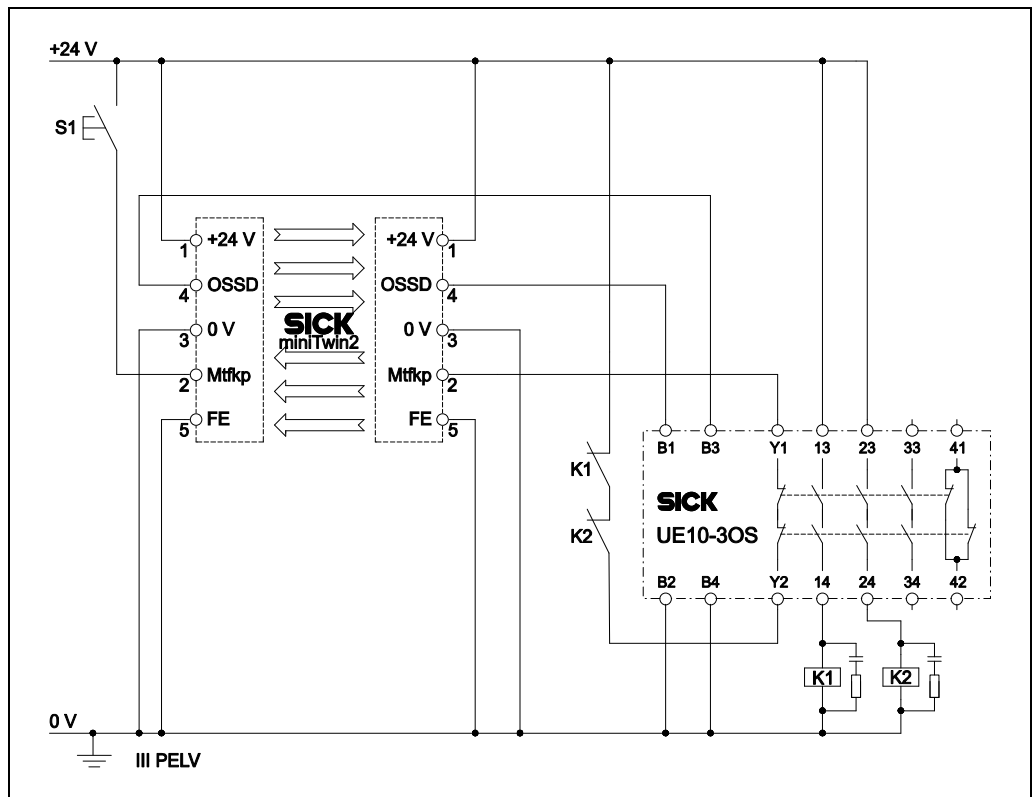 +24 V
S1
1 +24 V +24 V 1
4 OSSD OSSD 4
3 0 V SICK 0 V 3
miniTwin2
2 Mtfkp Mtfkp 2
5 FE FE 5
B1 B3 Y1 13 23 33 41
K1
SICK
K2 UE10-3OS
B2 B4 Y2 14 24 34 42
K1 K2
0 V
III PELV